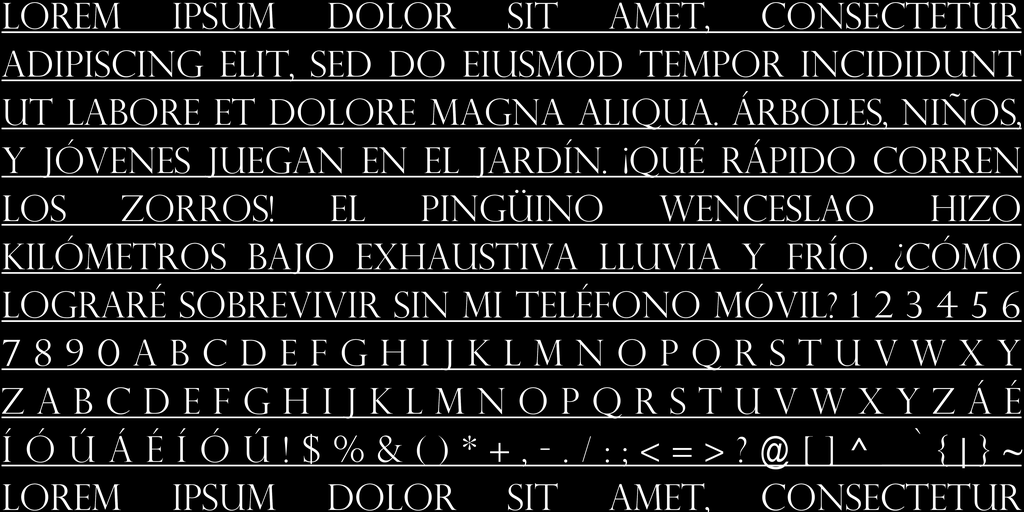 LOREM IPSUM DOLOR SIT AMET, CONSECTETUR
ADIPISCING ELIT, SED DO EIUSMOD TEMPOR INCIDIDUNT
UT LABORE ET DOLORE MAGNA ALIQUA. ÁRBOLES, NIÑOS,
Y JÓVENES JUEGAN EN EL JARDÍN. ¡QUÉ RÁPIDO CORREN
LOS ZORROS! EL PINGÜINO WENCESLAO HIZO
KILÓMETROS BAJO EXHAUSTIVA LLUVIA Y FRÍO. ¿CÓMO
LOGRARÉ SOBREVIVIR SIN MI TELÉFONO MÓVIL? 1 2 3 4 5 6
7 8 9 0 A B C D E F G H I J K L M N O P Q R S T U V W X Y
Z A B C D E F G H I J K L M N O P Q R S T U V W X Y Z Á É
Í Ó Ú Á É Í Ó Ú ! $ % & ( ) * + , - . / : ; < = > ? @ [ ] ^ ` { | } ~
LOREM IPSUM DOLOR SIT AMET, CONSECTETUR